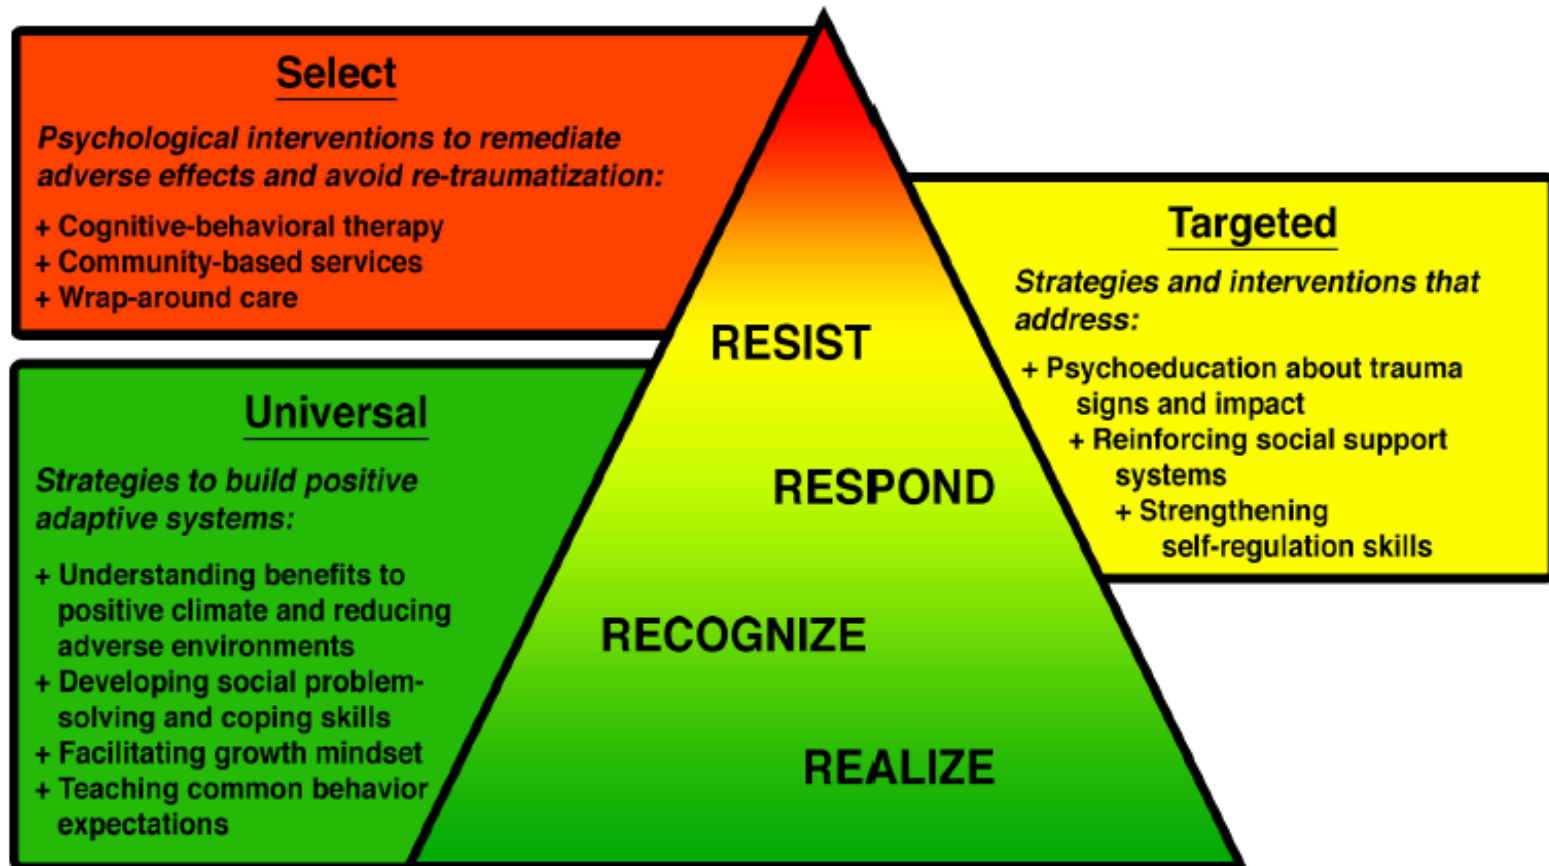 Select
Psychological interventions to remediate
adverse effects and avoid re-traumatization:
+ Cognitive-behavioral therapy
+ Community-based services
+ Wrap-around care
Universal
Strategies to build positive
adaptive systems:
+ Understanding benefits to
positive climate and reducing
adverse environments
+ Developing social problem-
solving and coping skills
+ Facilitating growth mindset
+ Teaching common behavior
expectations
RESIST
RESPOND
RECOGNIZE
REALIZE
Targeted
Strategies and interventions that
address:
+ Psychoeducation about trauma
signs and impact
+ Reinforcing social support
systems
+ Strengthening
self-regulation skills